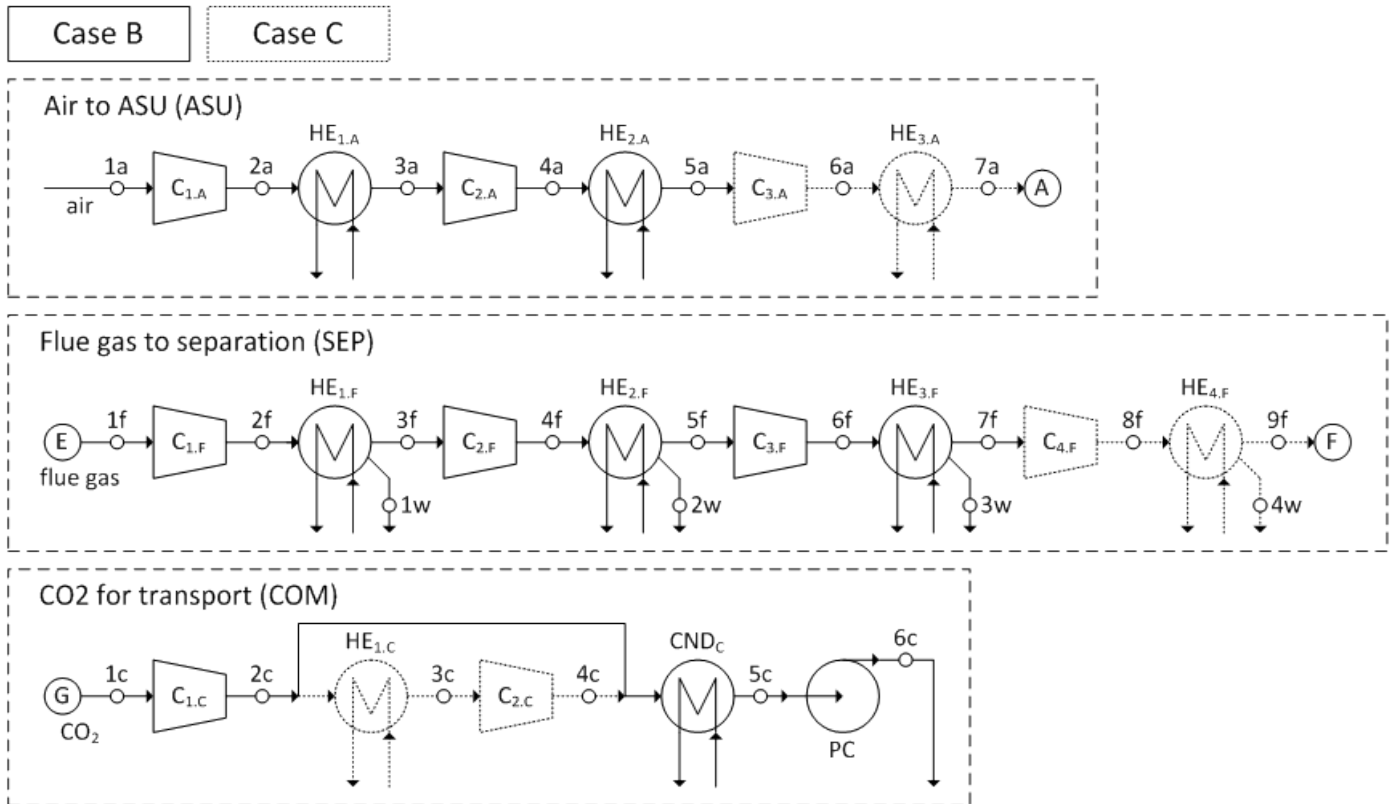 Case B Case C
Air to ASU (ASU)
HE1.A HE2.A HE3.A
1a 2a 3a 4a 5a 6a 7a
C1.A C2.A C3.A A
air
Flue gas to separation (SEP)
HE1.F HE2.F HE3.F HE4.F
1f 2f 3f 4f 5f 6f 7f 8f 9f
E C1.F C2.F C3.F C4.F F
flue gas
1w 2w 3w 4w
CO2 for transport (COM)
HE1.C CNDC 6c
1c 2c 3c 4c 5c
G C1.C C2.C
CO2 PC